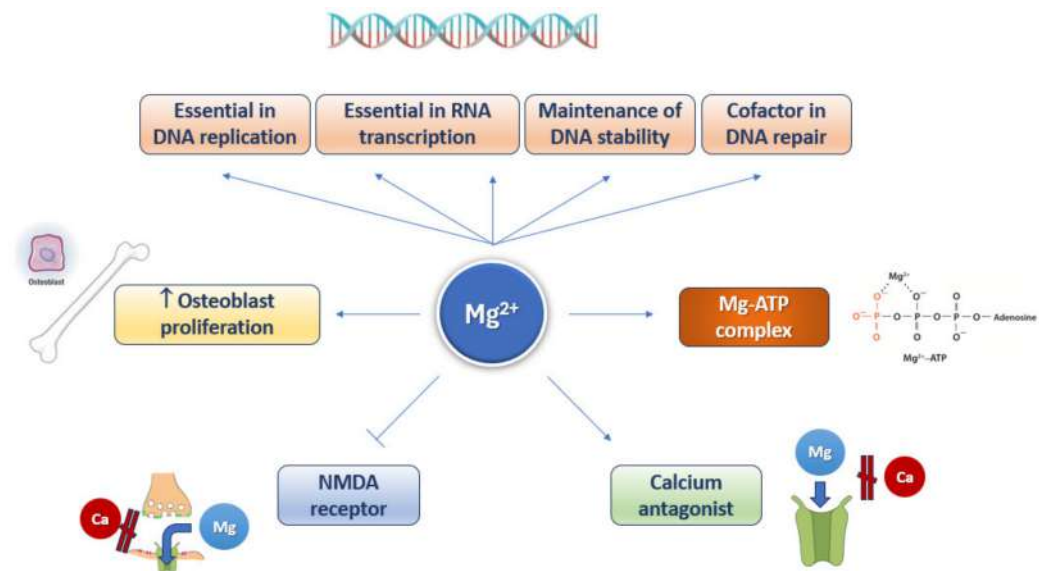 Essential in
DNA replication
Essential in RNA
transcription
Maintenance of
DNA stability
Cofactor in
DNA repair
Osteoblast
↑ Osteoblast
proliferation
Mg²⁺
Mg-ATP
complex
Mg²⁺
O⁻ O⁻ O
O⁻ P O P O P O Adenosine
O O O⁻
Mg²⁺–ATP
NMDA
receptor
Ca
Mg
Calcium
antagonist
Mg
Ca